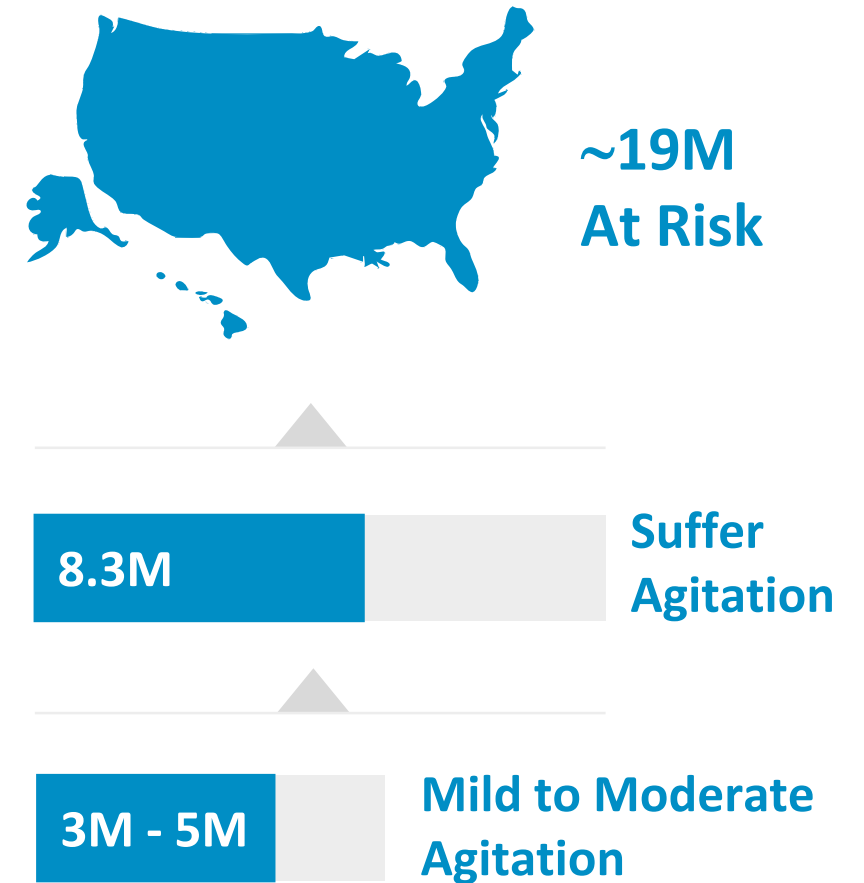 ~19M
At Risk
8.3M
Suffer
Agitation
3M - 5M
Mild to Moderate
Agitation